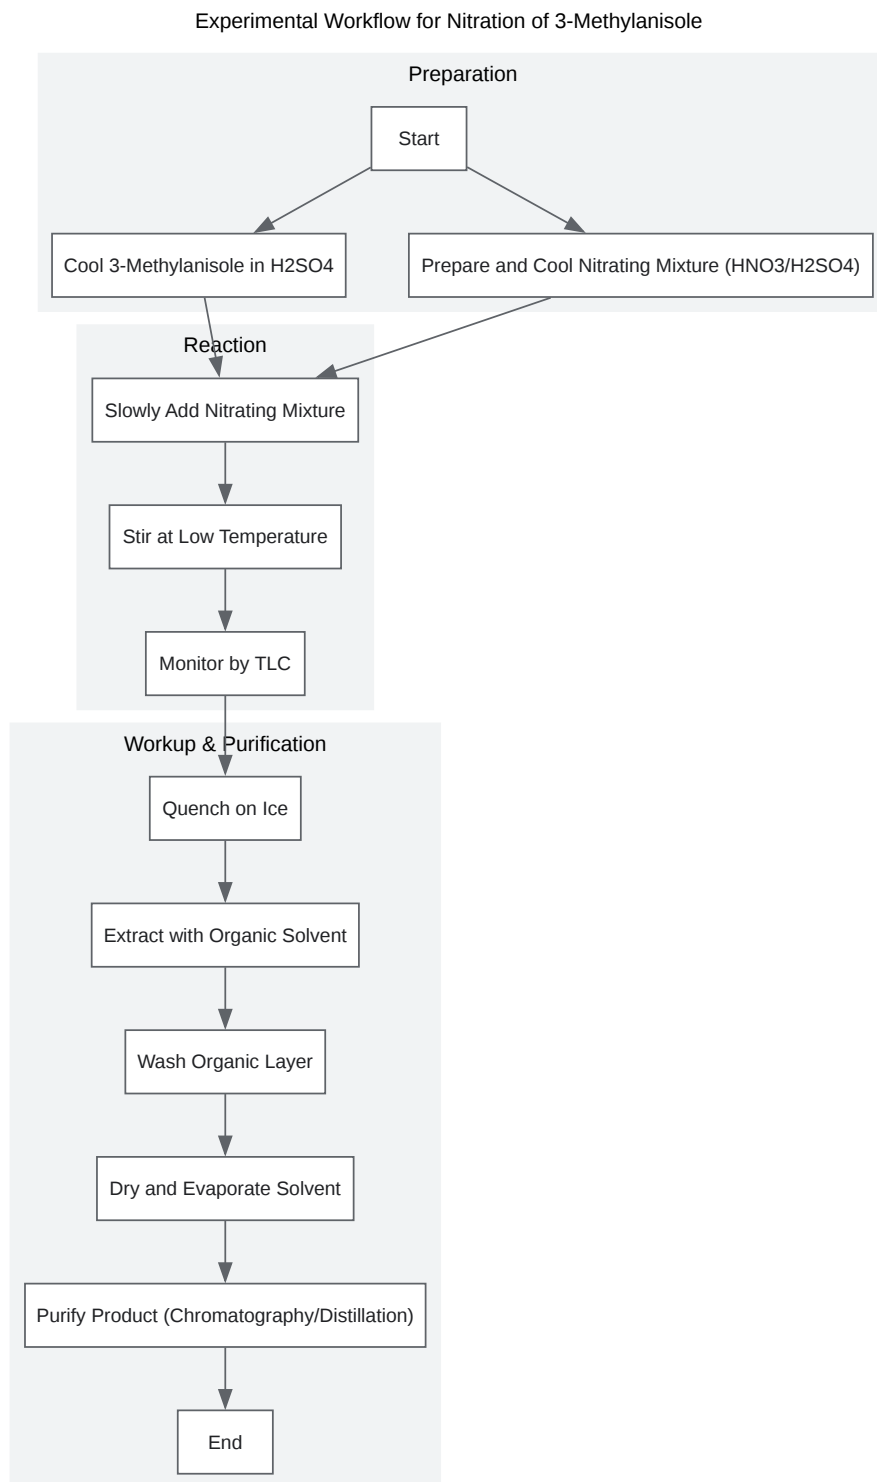 Experimental Workflow for Nitration of 3-Methylanisole
Preparation
Start
Cool 3-Methylanisole in H2SO4
Prepare and Cool Nitrating Mixture (HNO3/H2SO4)
Reaction
Slowly Add Nitrating Mixture
Stir at Low Temperature
Monitor by TLC
Workup & Purification
Quench on Ice
Extract with Organic Solvent
Wash Organic Layer
Dry and Evaporate Solvent
Purify Product (Chromatography/Distillation)
End